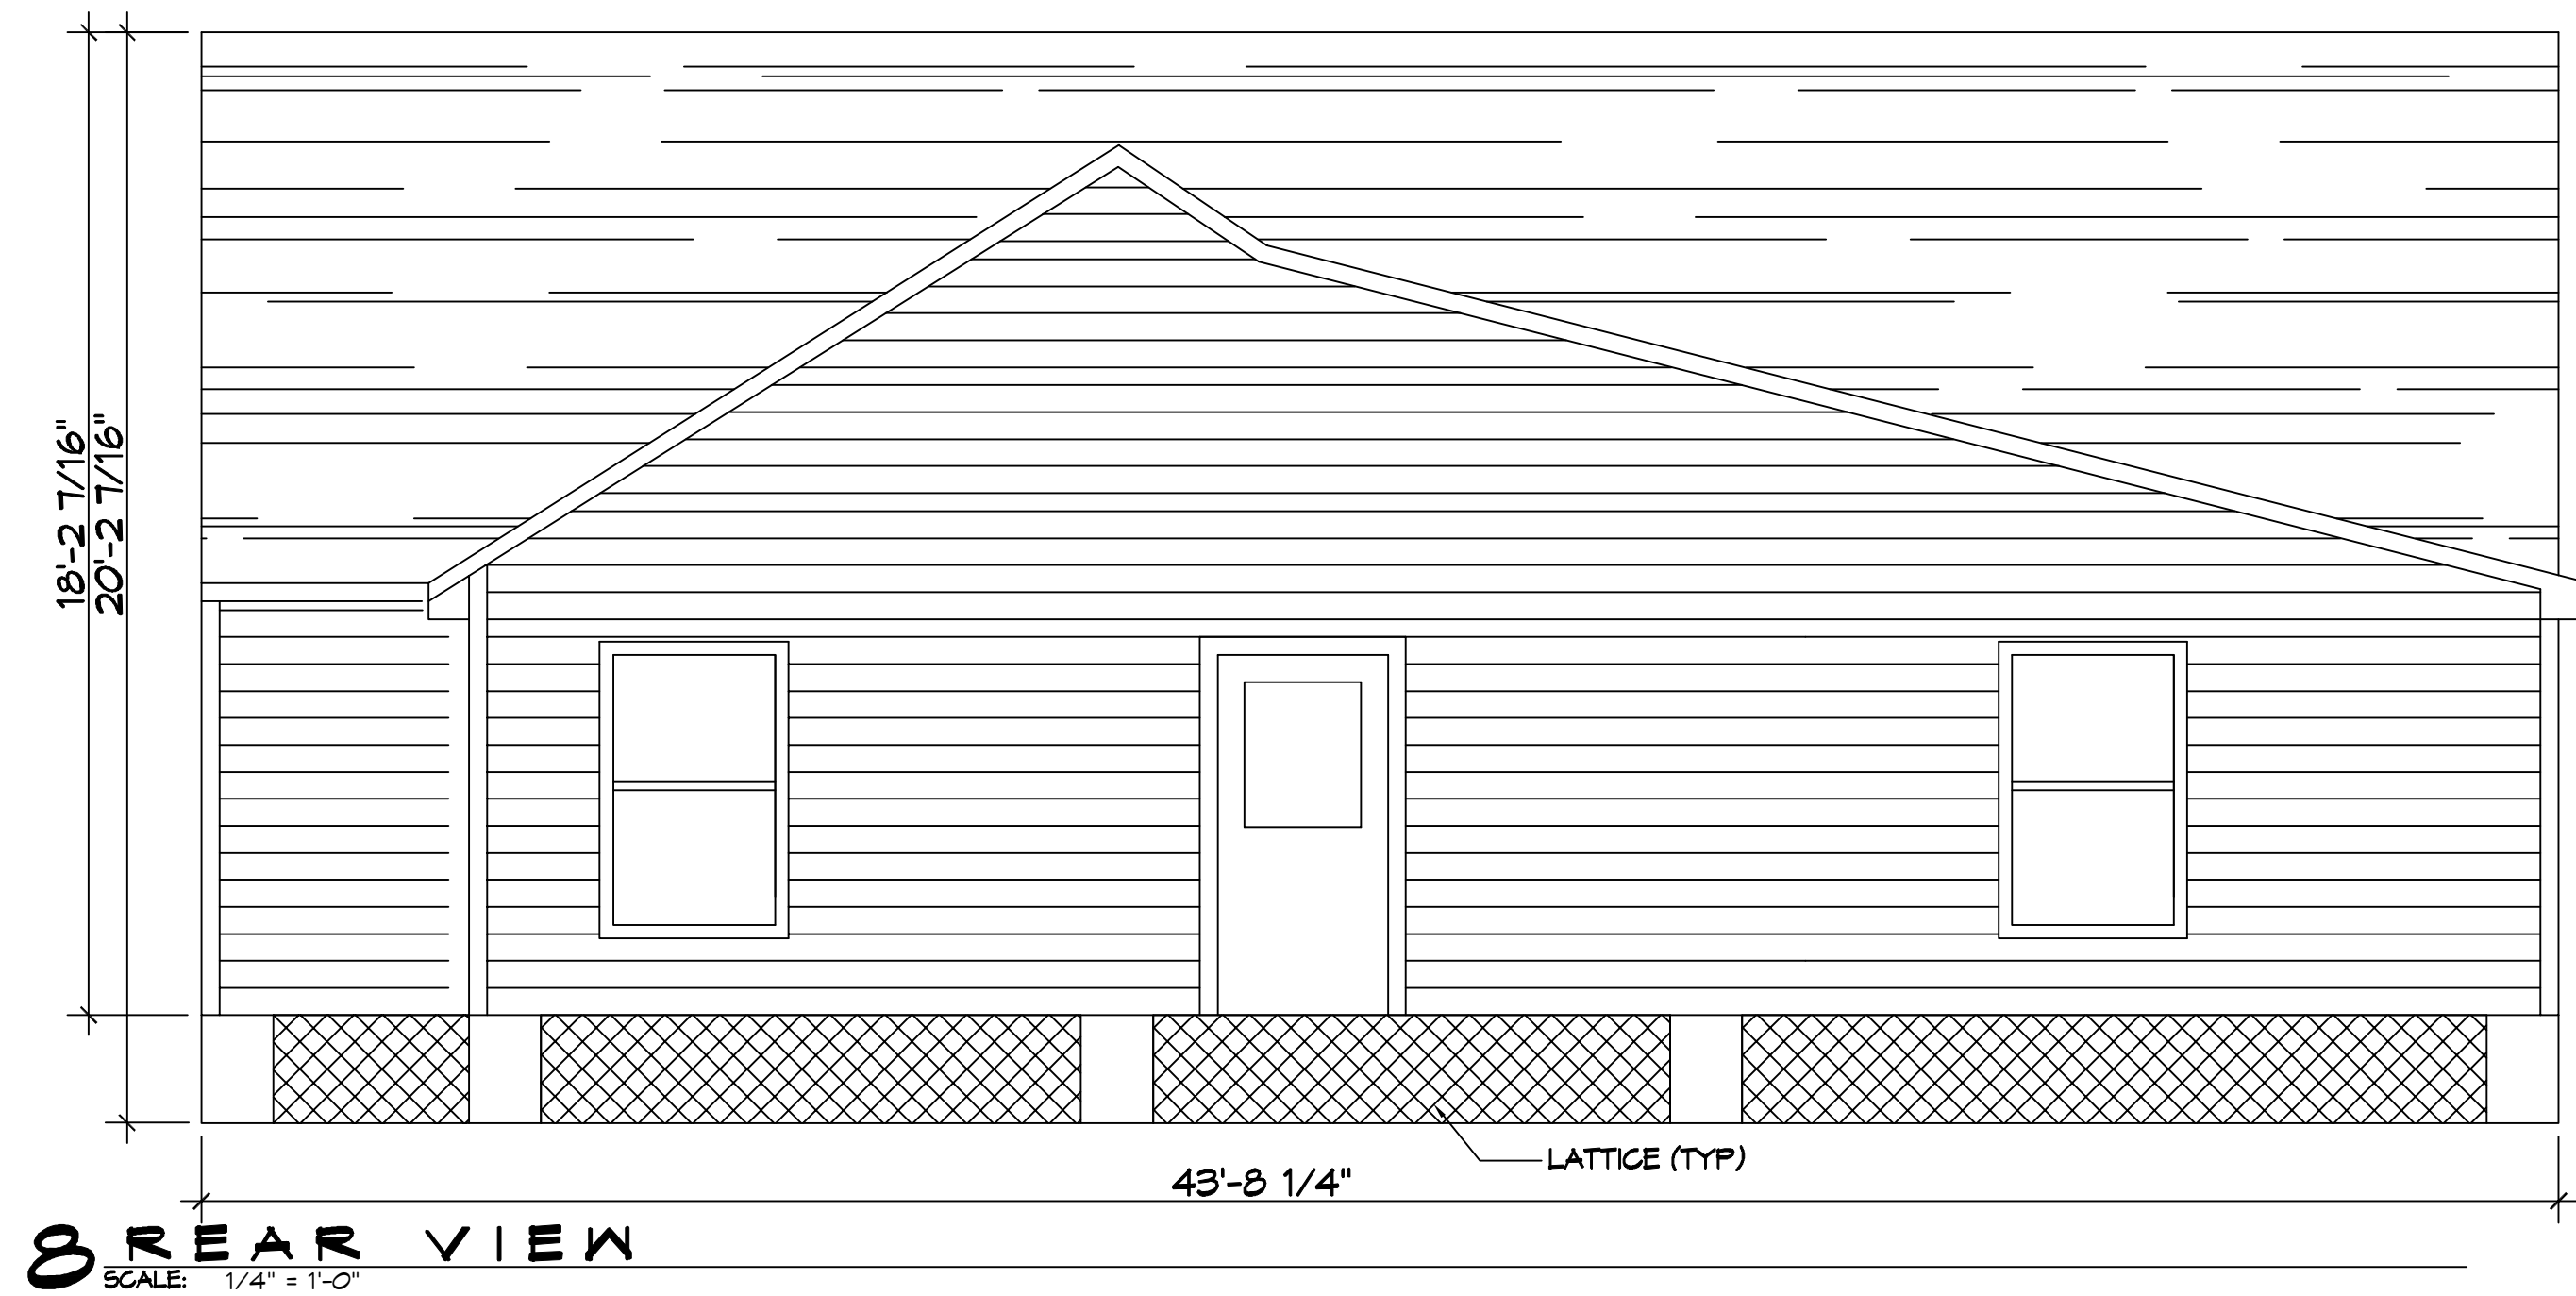 18'-2 7/16"
20'-2 7/16"
LATTICE (TYP)
43'-8 1/4"
8 REAR VIEW
SCALE: 1/4" = 1'-0"